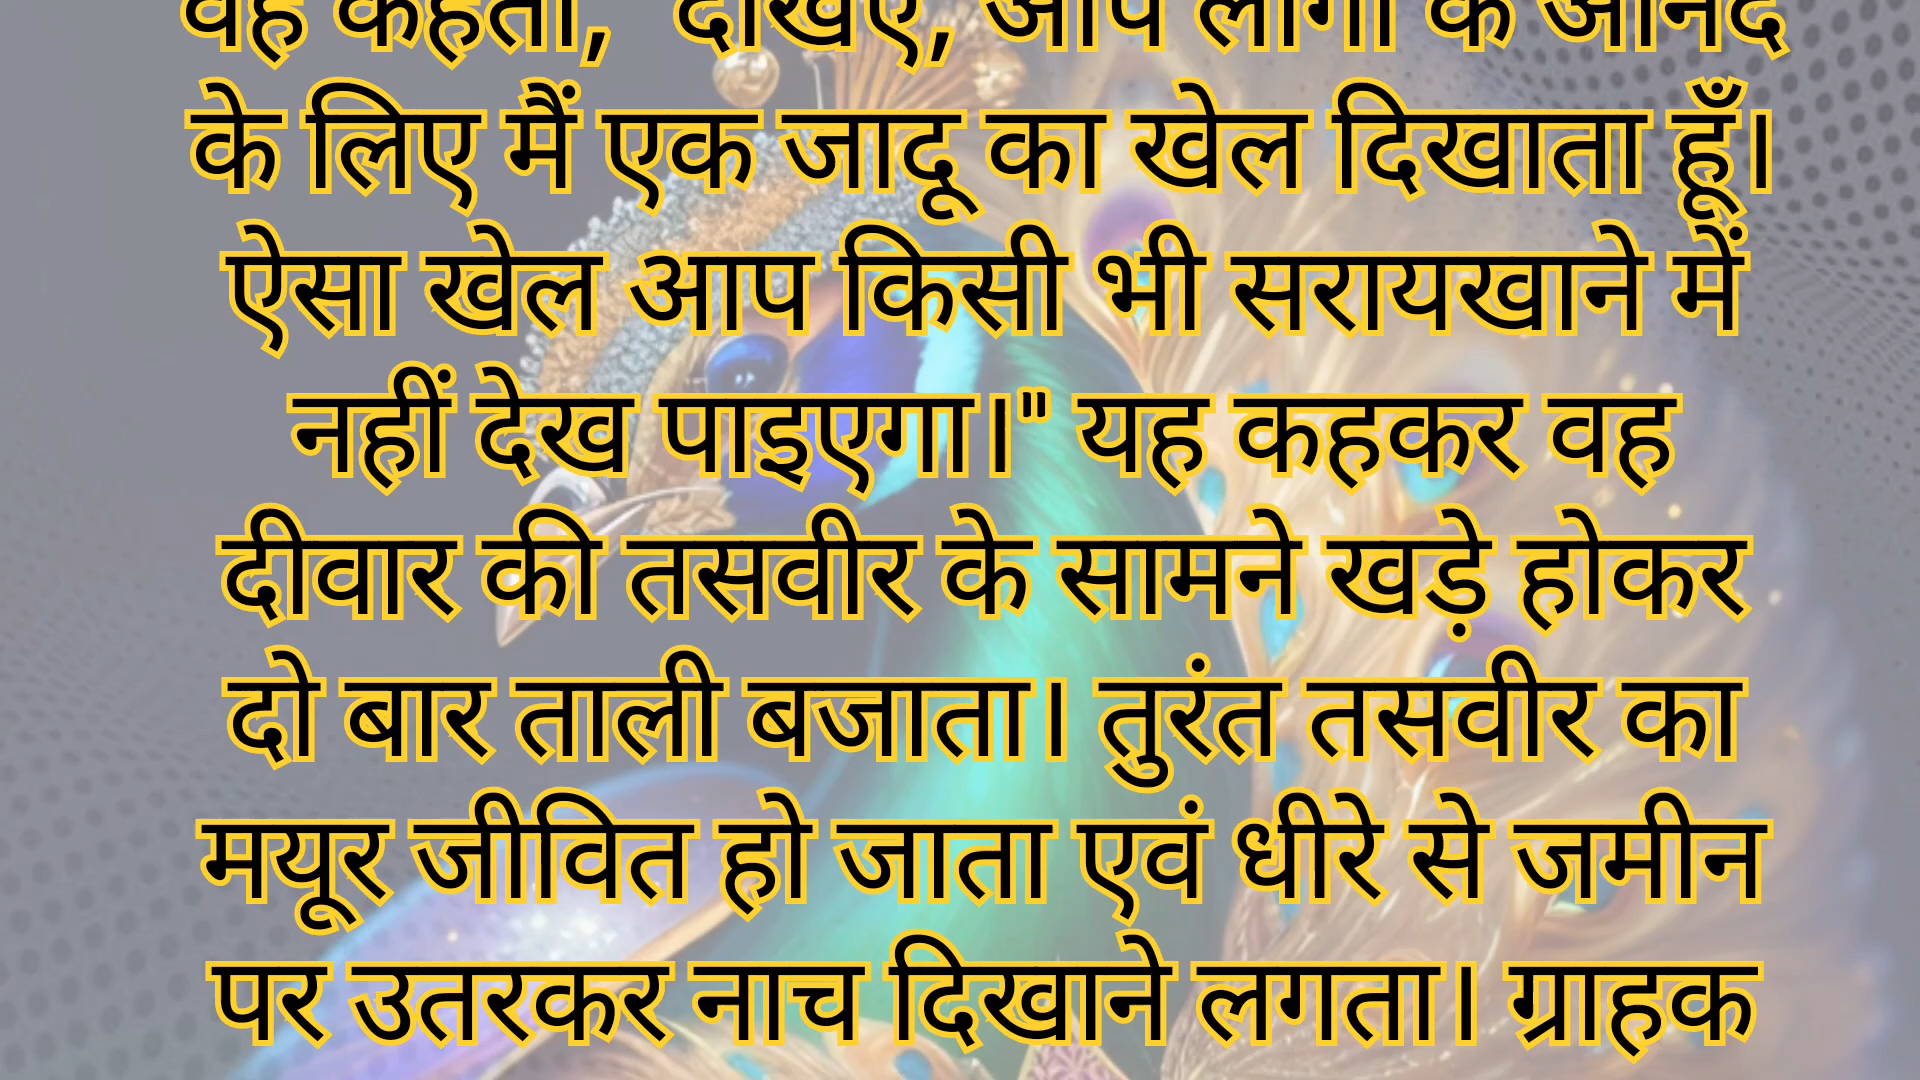 वह कहता, "देखिए, आप लोगों के आनंद
के लिए मैं एक जादू का खेल दिखाता हूँ।
ऐसा खेल आप किसी भी सरायखाने में
नहीं देख पाइएगा।" यह कहकर वह
दीवार की तसवीर के सामने खड़े होकर
दो बार ताली बजाता। तुरंत तसवीर का
मयूर जीवित हो जाता एवं धीरे से जमीन
पर उतरकर नाच दिखाने लगता। ग्राहक